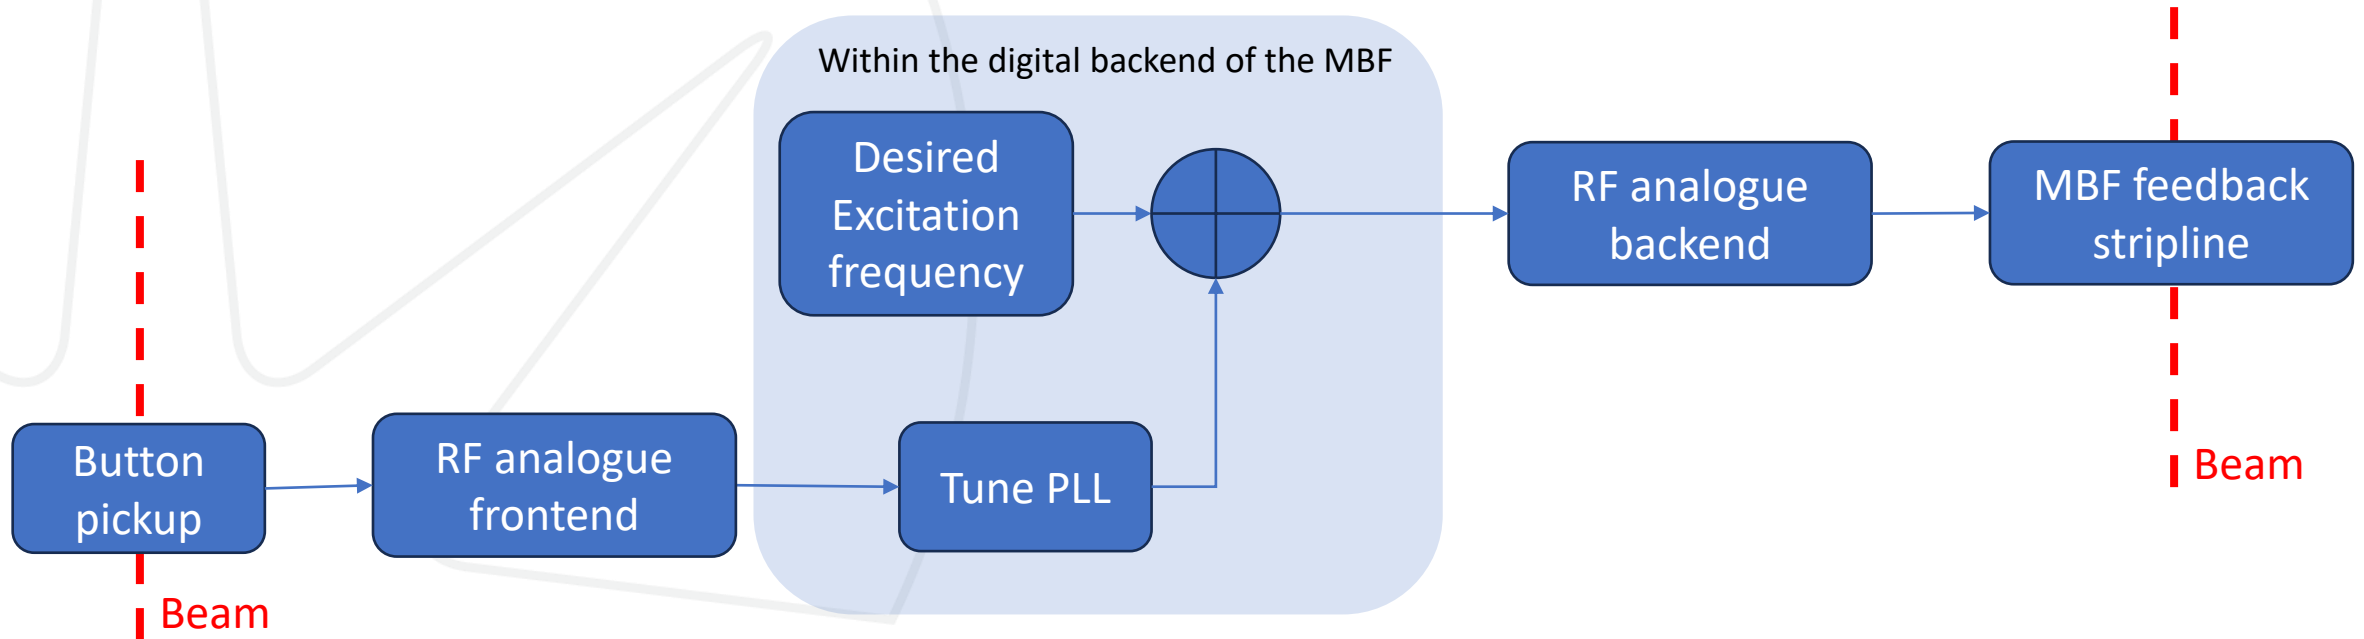 Within the digital backend of the MBF
Desired
Excitation
frequency
RF analogue
backend
MBF feedback
stripline
Button
pickup
RF analogue
frontend
Tune PLL
Beam
Beam